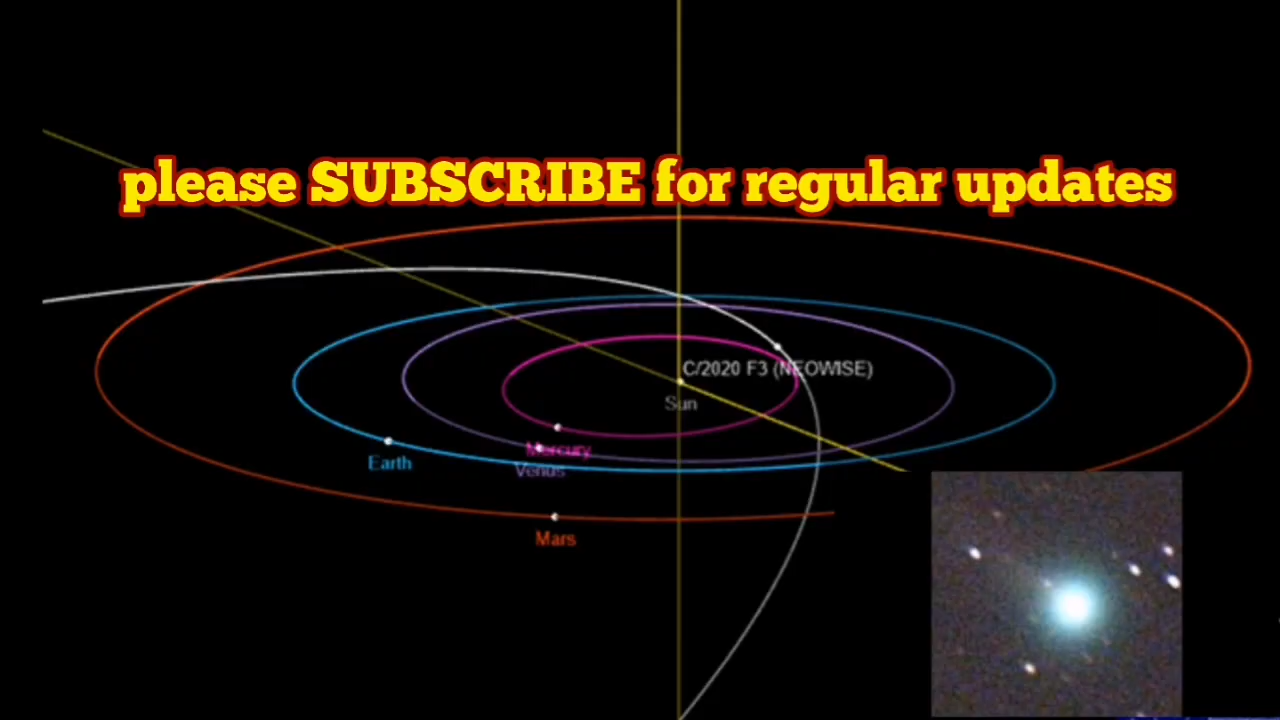 please SUBSCRIBE for regular updates
C/2020 F3 (NEOWISE)
Sun
Mercury
Venus
Earth
Mars